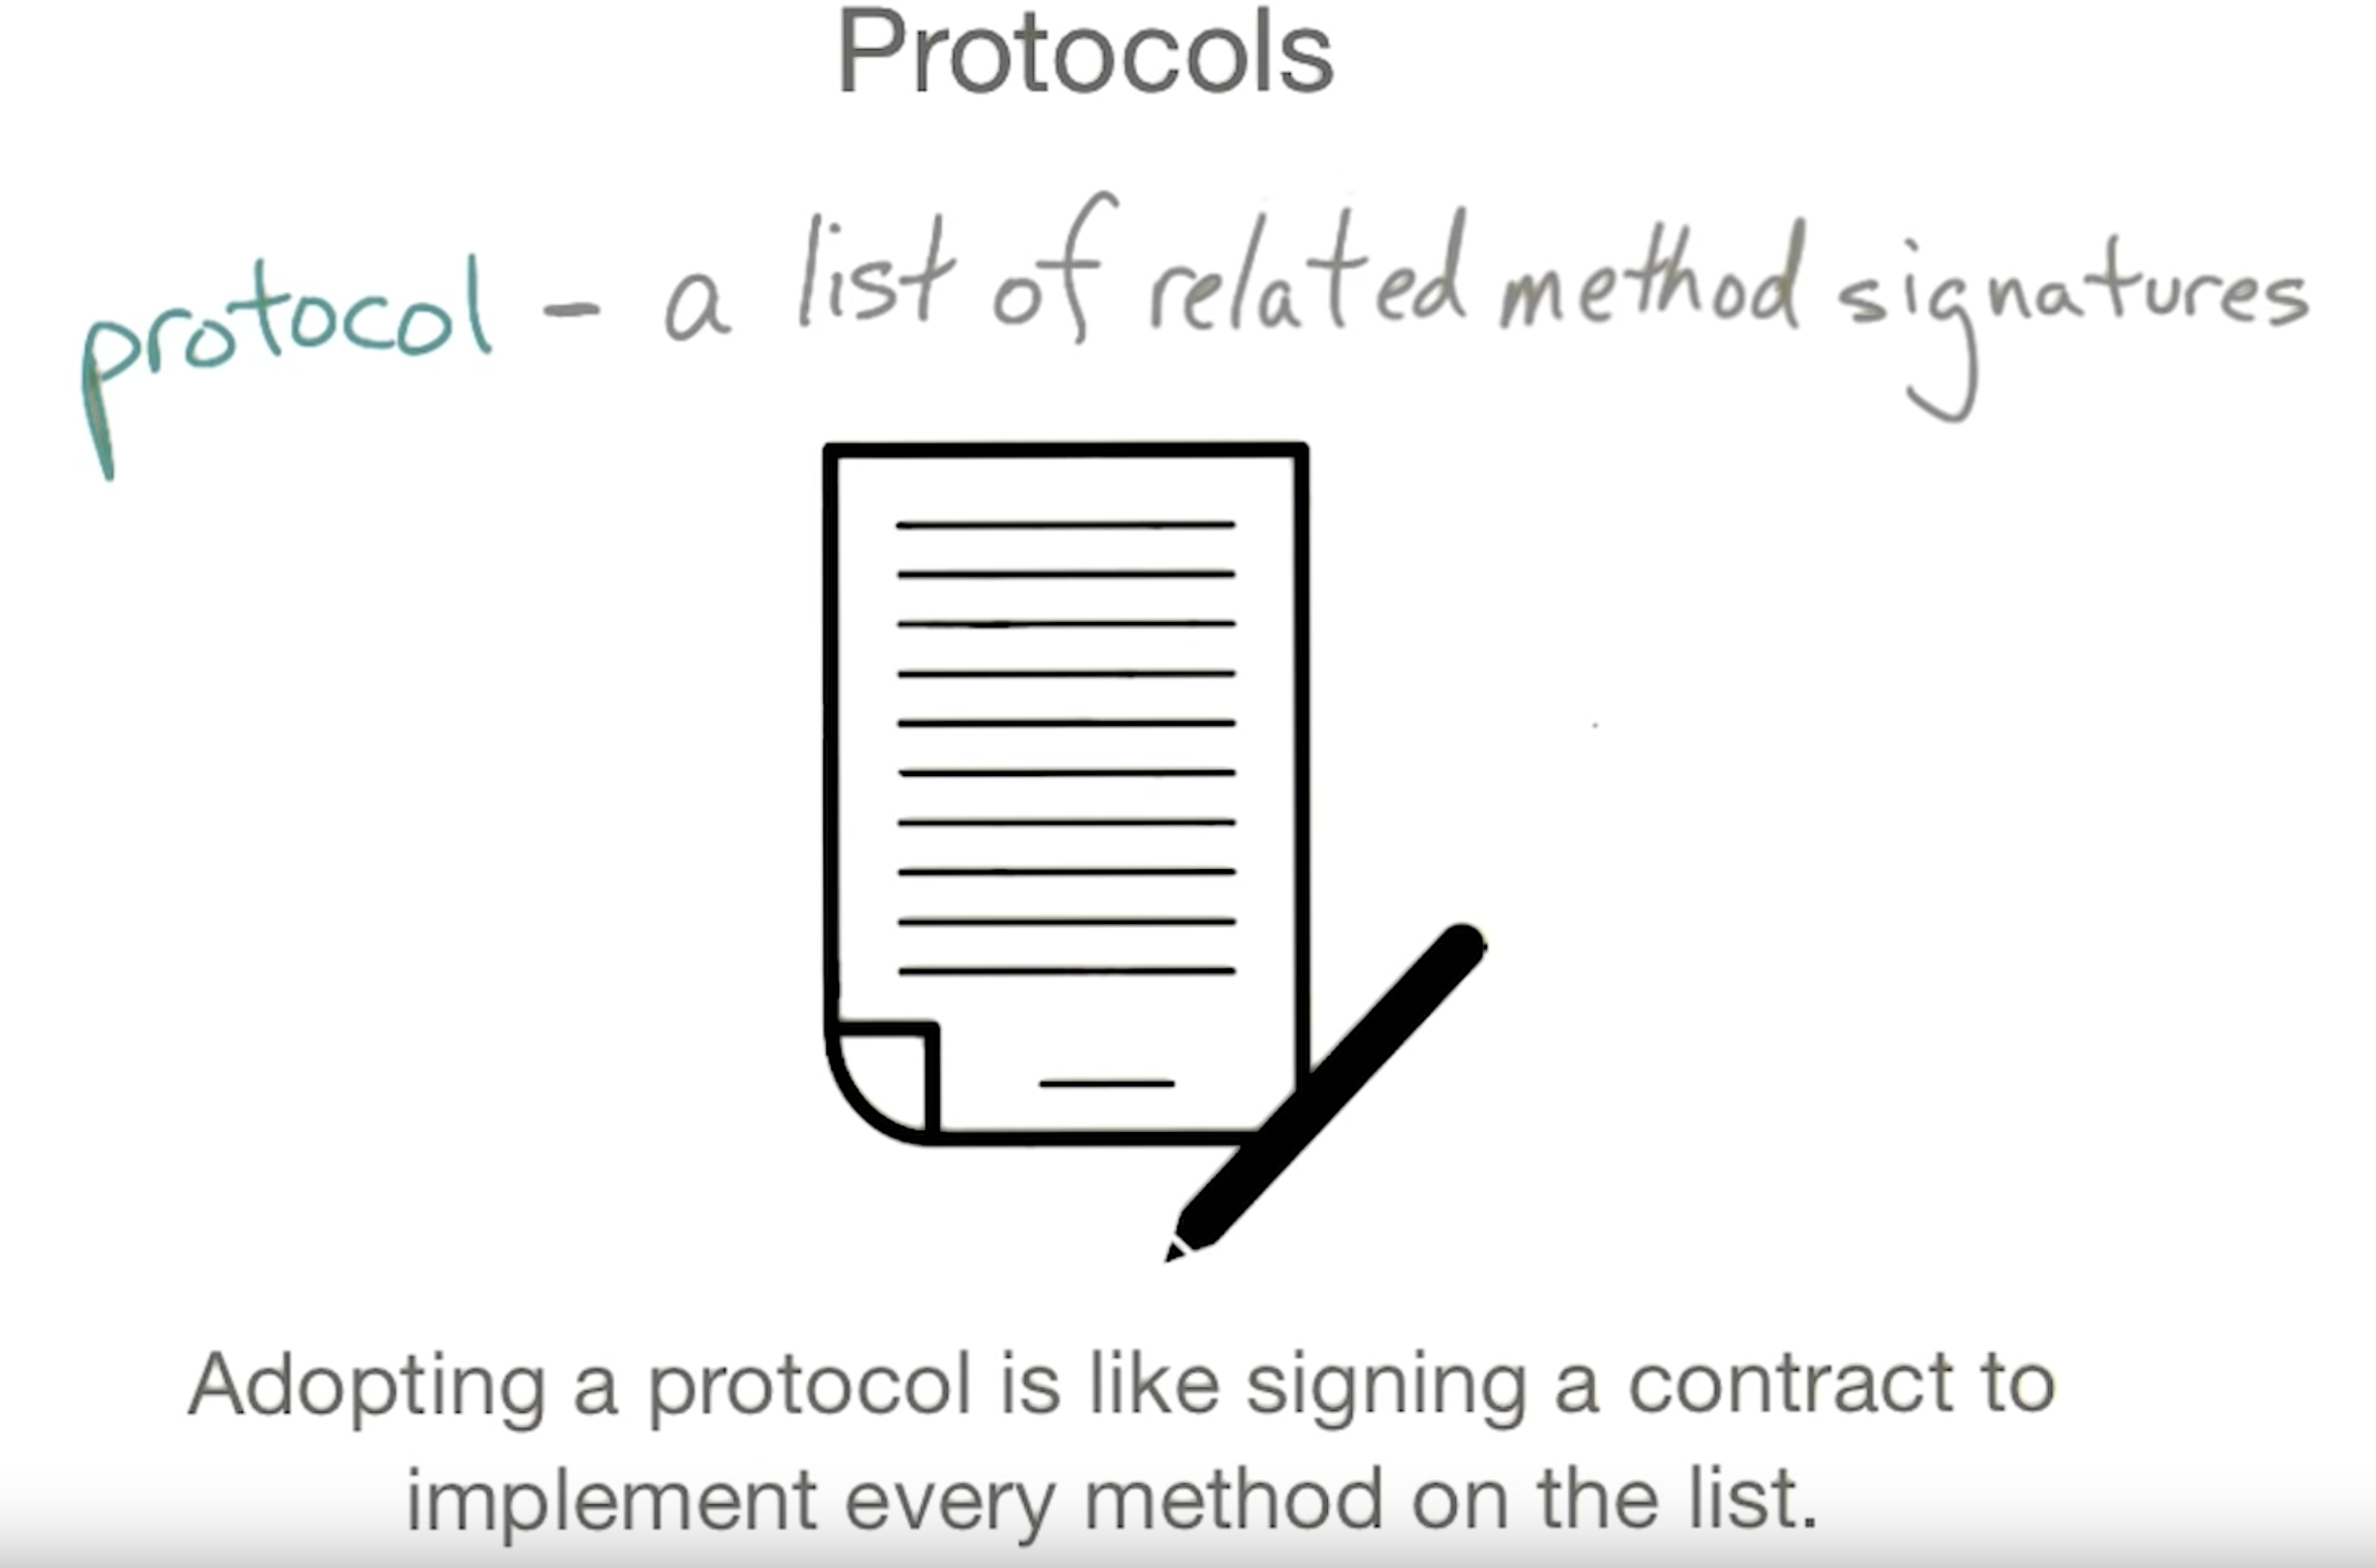 Protocols
protocol - a list of related method signatures
Adopting a protocol is like signing a contract to
implement every method on the list.